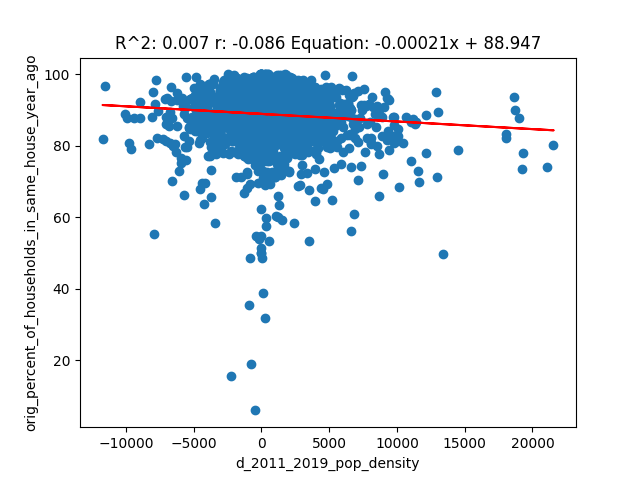 R^2: 0.007 r: -0.086 Equation: -0.00021x + 88.947
orig_percent_of_households_in_same_house_year_ago
100
80
60
40
20
−10000 −5000 0 5000 10000 15000 20000
d_2011_2019_pop_density